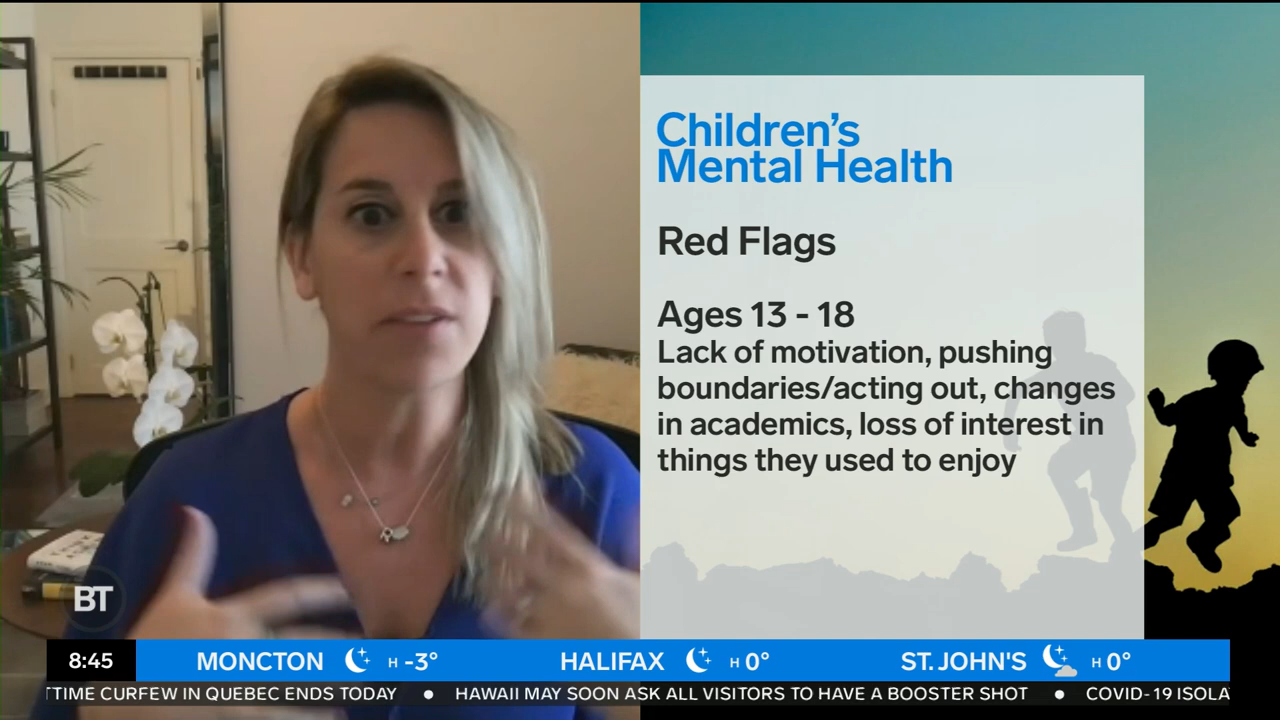 Children's
Mental Health
Red Flags
Ages 13 - 18
Lack of motivation, pushing
boundaries/acting out, changes
in academics, loss of interest in
things they used to enjoy
BT
8:45 MONCTON H -3° HALIFAX H 0° ST. JOHN'S H 0°
TTIME CURFEW IN QUEBEC ENDS TODAY • HAWAII MAY SOON ASK ALL VISITORS TO HAVE A BOOSTER SHOT • COVID-19 ISOLA